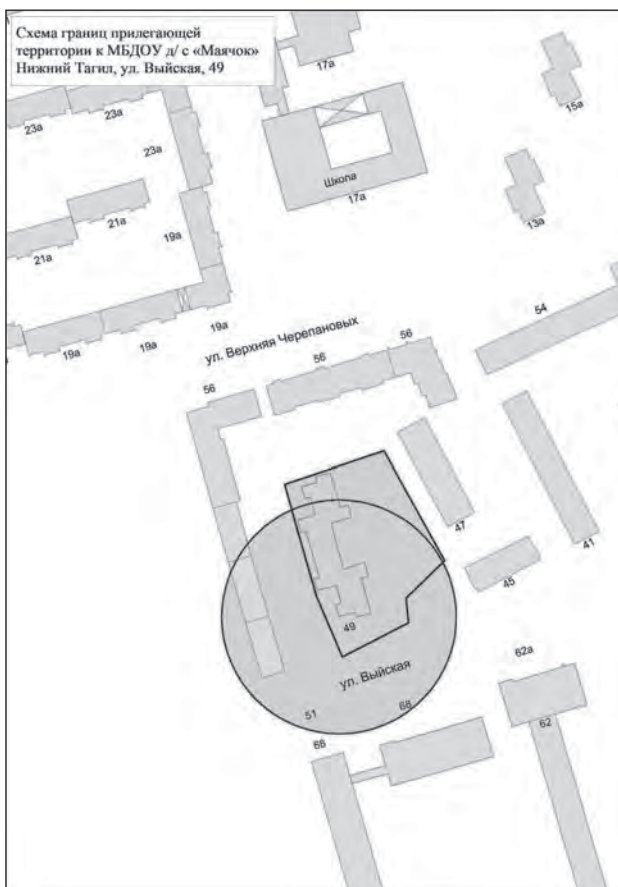 Схема границ прилегающей
территории к МБДОУ д/ с «Маячок»
Нижний Тагил, ул. Выйская, 49
17а
23а
23а
23а
15а
Школа
17а
21а
21а
19а
13а
19а
19а
19а
ул. Верхняя Черепановых
54
56
56
56
47
41
45
49
62а
ул. Выйская
51
68
68
62